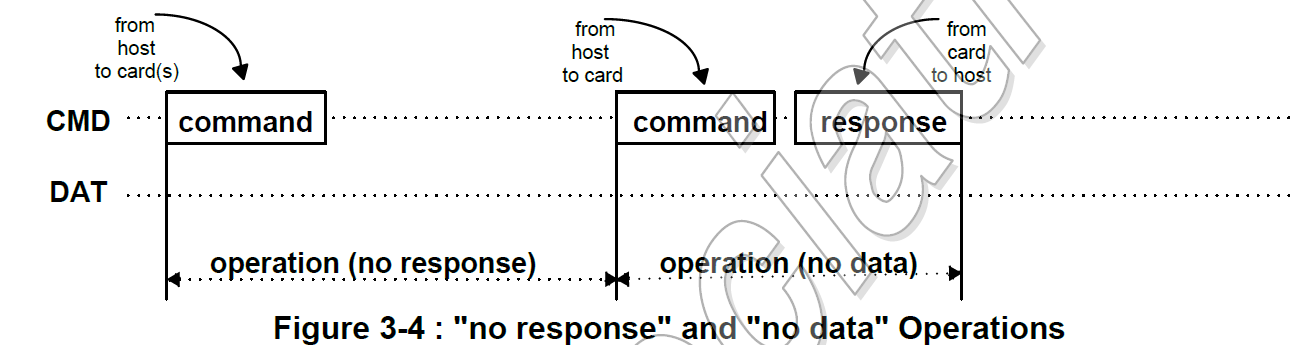 from
host
to card(s)
from
host
to card
from
card
to host
CMD
command
command
response
DAT
operation (no response)
operation (no data)
Figure 3-4 : "no response" and "no data" Operations